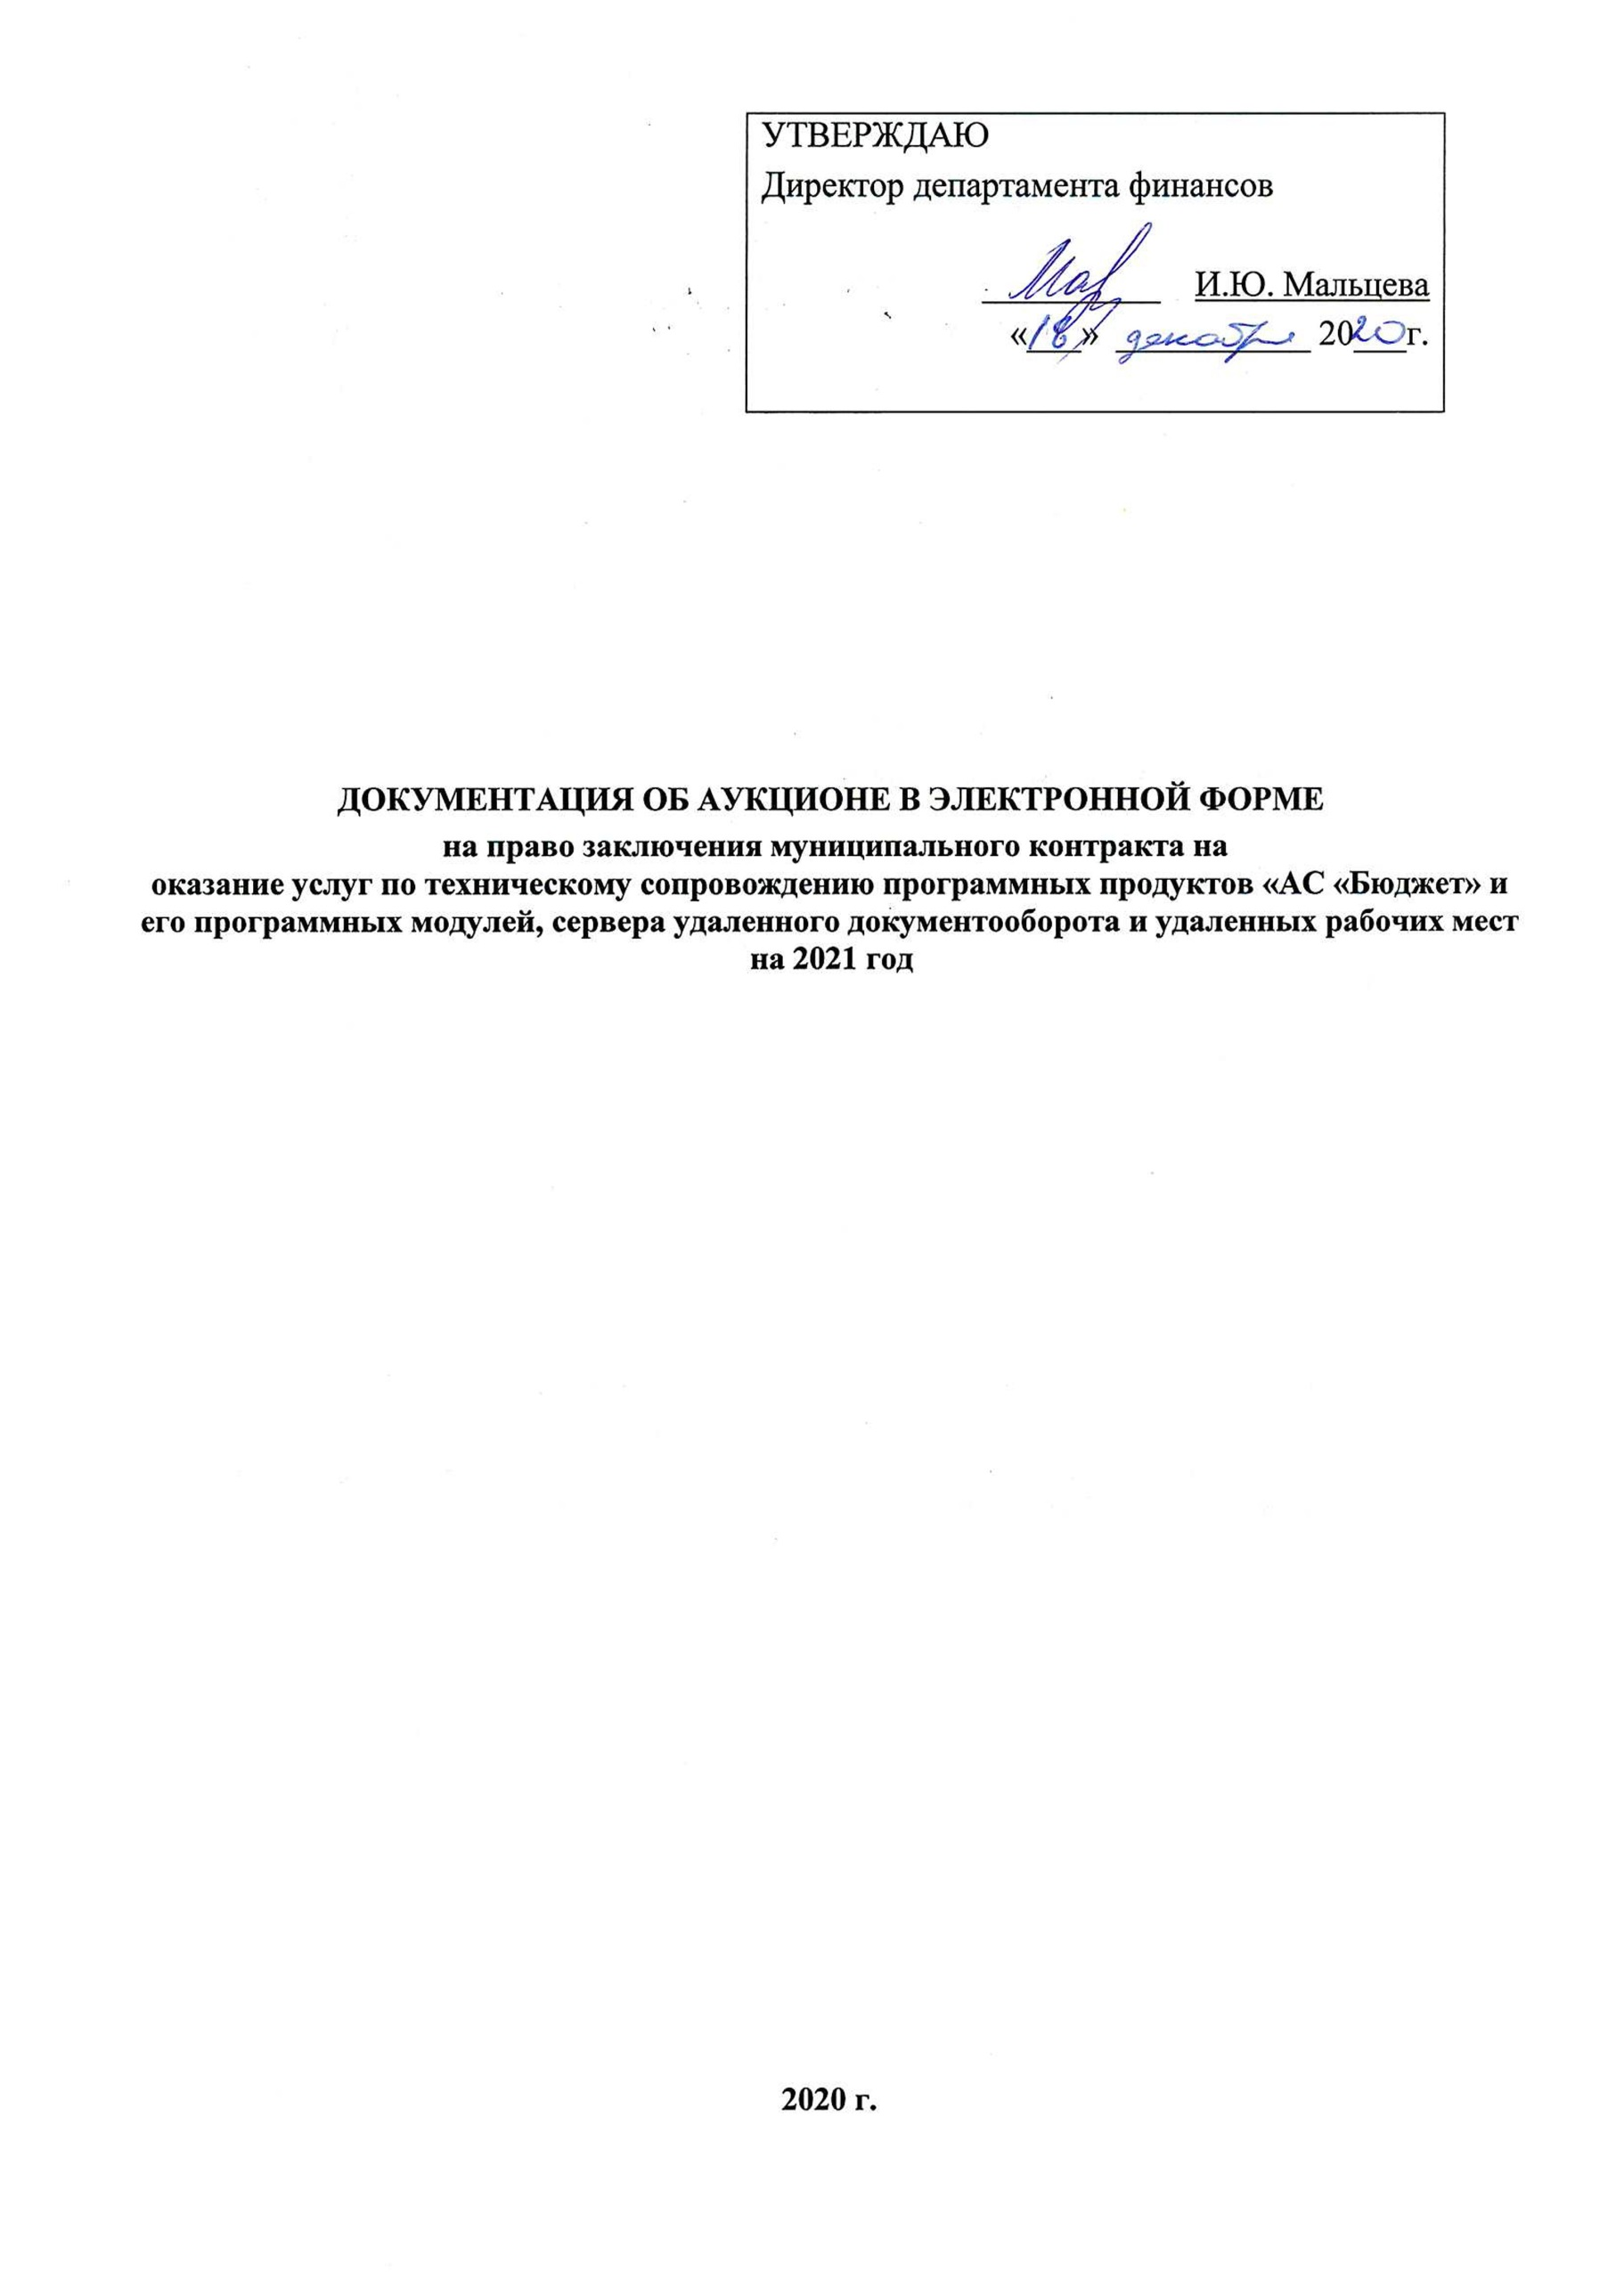 УТВЕРЖДАЮ
Директор департамента финансов
И.Ю. Мальцева
«18» декабря 2020г.
ДОКУМЕНТАЦИЯ ОБ АУКЦИОНЕ В ЭЛЕКТРОННОЙ ФОРМЕ
на право заключения муниципального контракта на
оказание услуг по техническому сопровождению программных продуктов «АС «Бюджет» и
его программных модулей, сервера удаленного документооборота и удаленных рабочих мест
на 2021 год
2020 г.